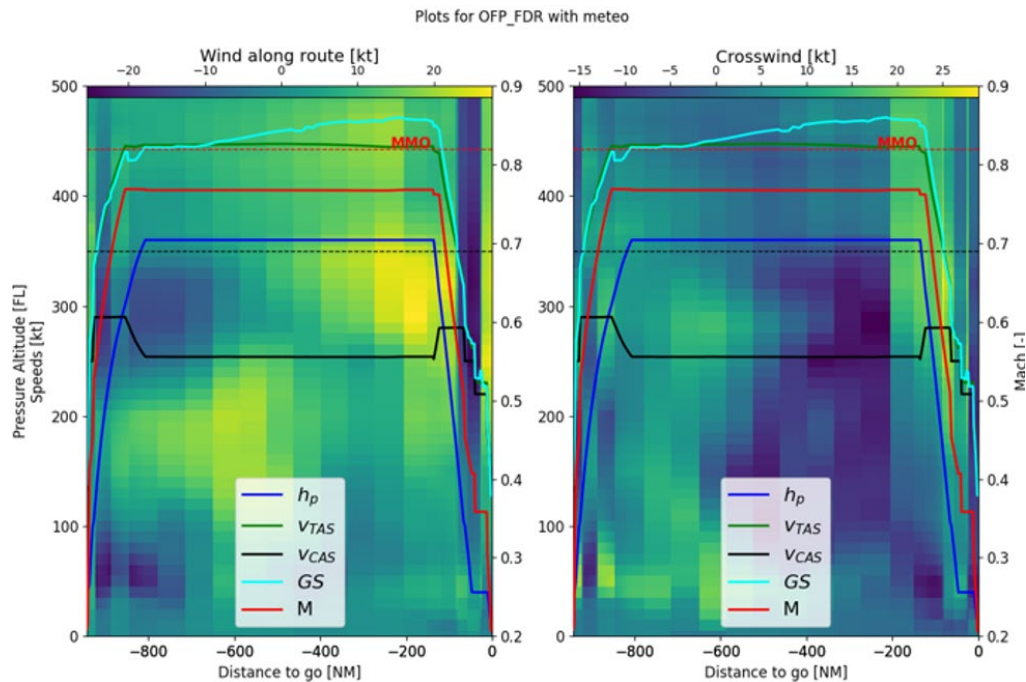 Plots for OFP_FDR with meteo
Wind along route [kt]
−20 −10 0 10 20
500
400
300
200
100
0
Pressure Altitude [FL]
Speeds [kt]
0.9
0.8
0.7
0.6
0.5
0.4
0.3
0.2
MMO
h_p
v_TAS
v_CAS
GS
M
−800 −600 −400 −200 0
Distance to go [NM]
Crosswind [kt]
−15 −10 −5 0 5 10 15 20 25
500
400
300
200
100
0
0.9
0.8
0.7
0.6
0.5
0.4
0.3
0.2
Mach [-]
MMO
h_p
v_TAS
v_CAS
GS
M
−800 −600 −400 −200 0
Distance to go [NM]